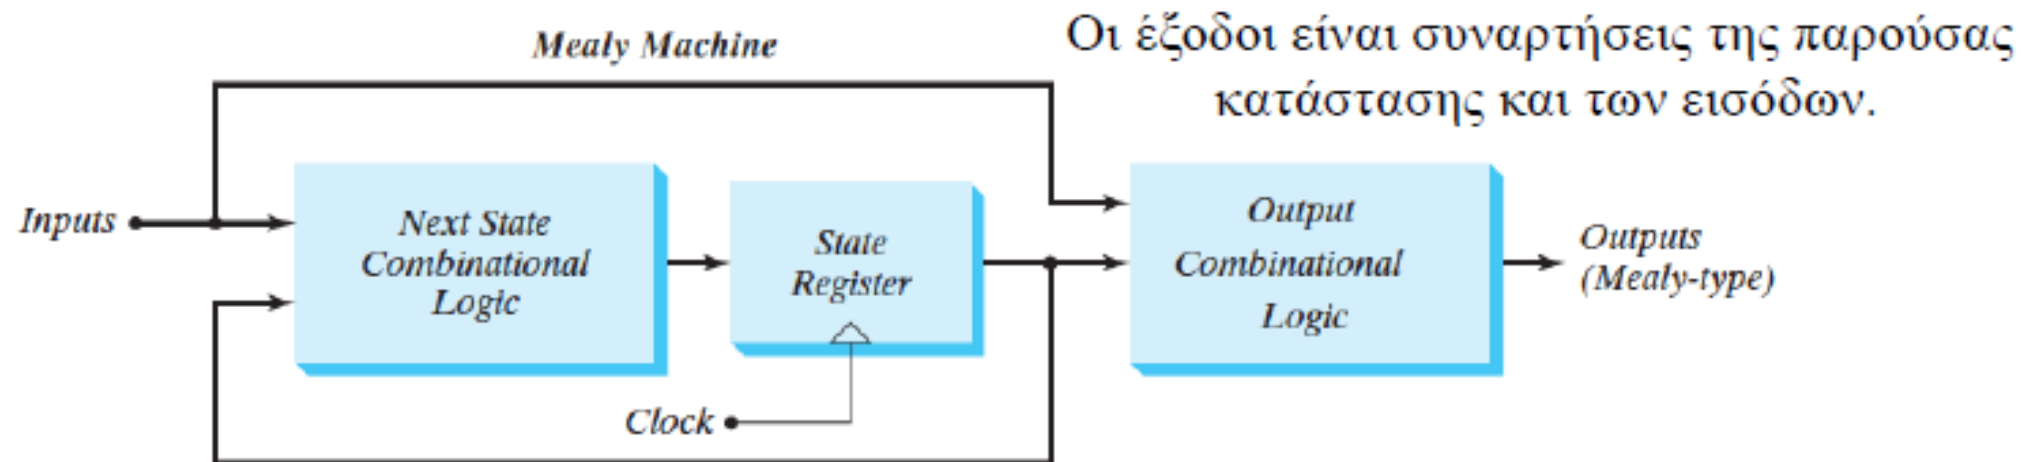 Mealy Machine
Οι έξοδοι είναι συναρτήσεις της παρούσας
κατάστασης και των εισόδων.
Inputs
Next State
Combinational
Logic
State
Register
Output
Combinational
Logic
Outputs
(Mealy-type)
Clock